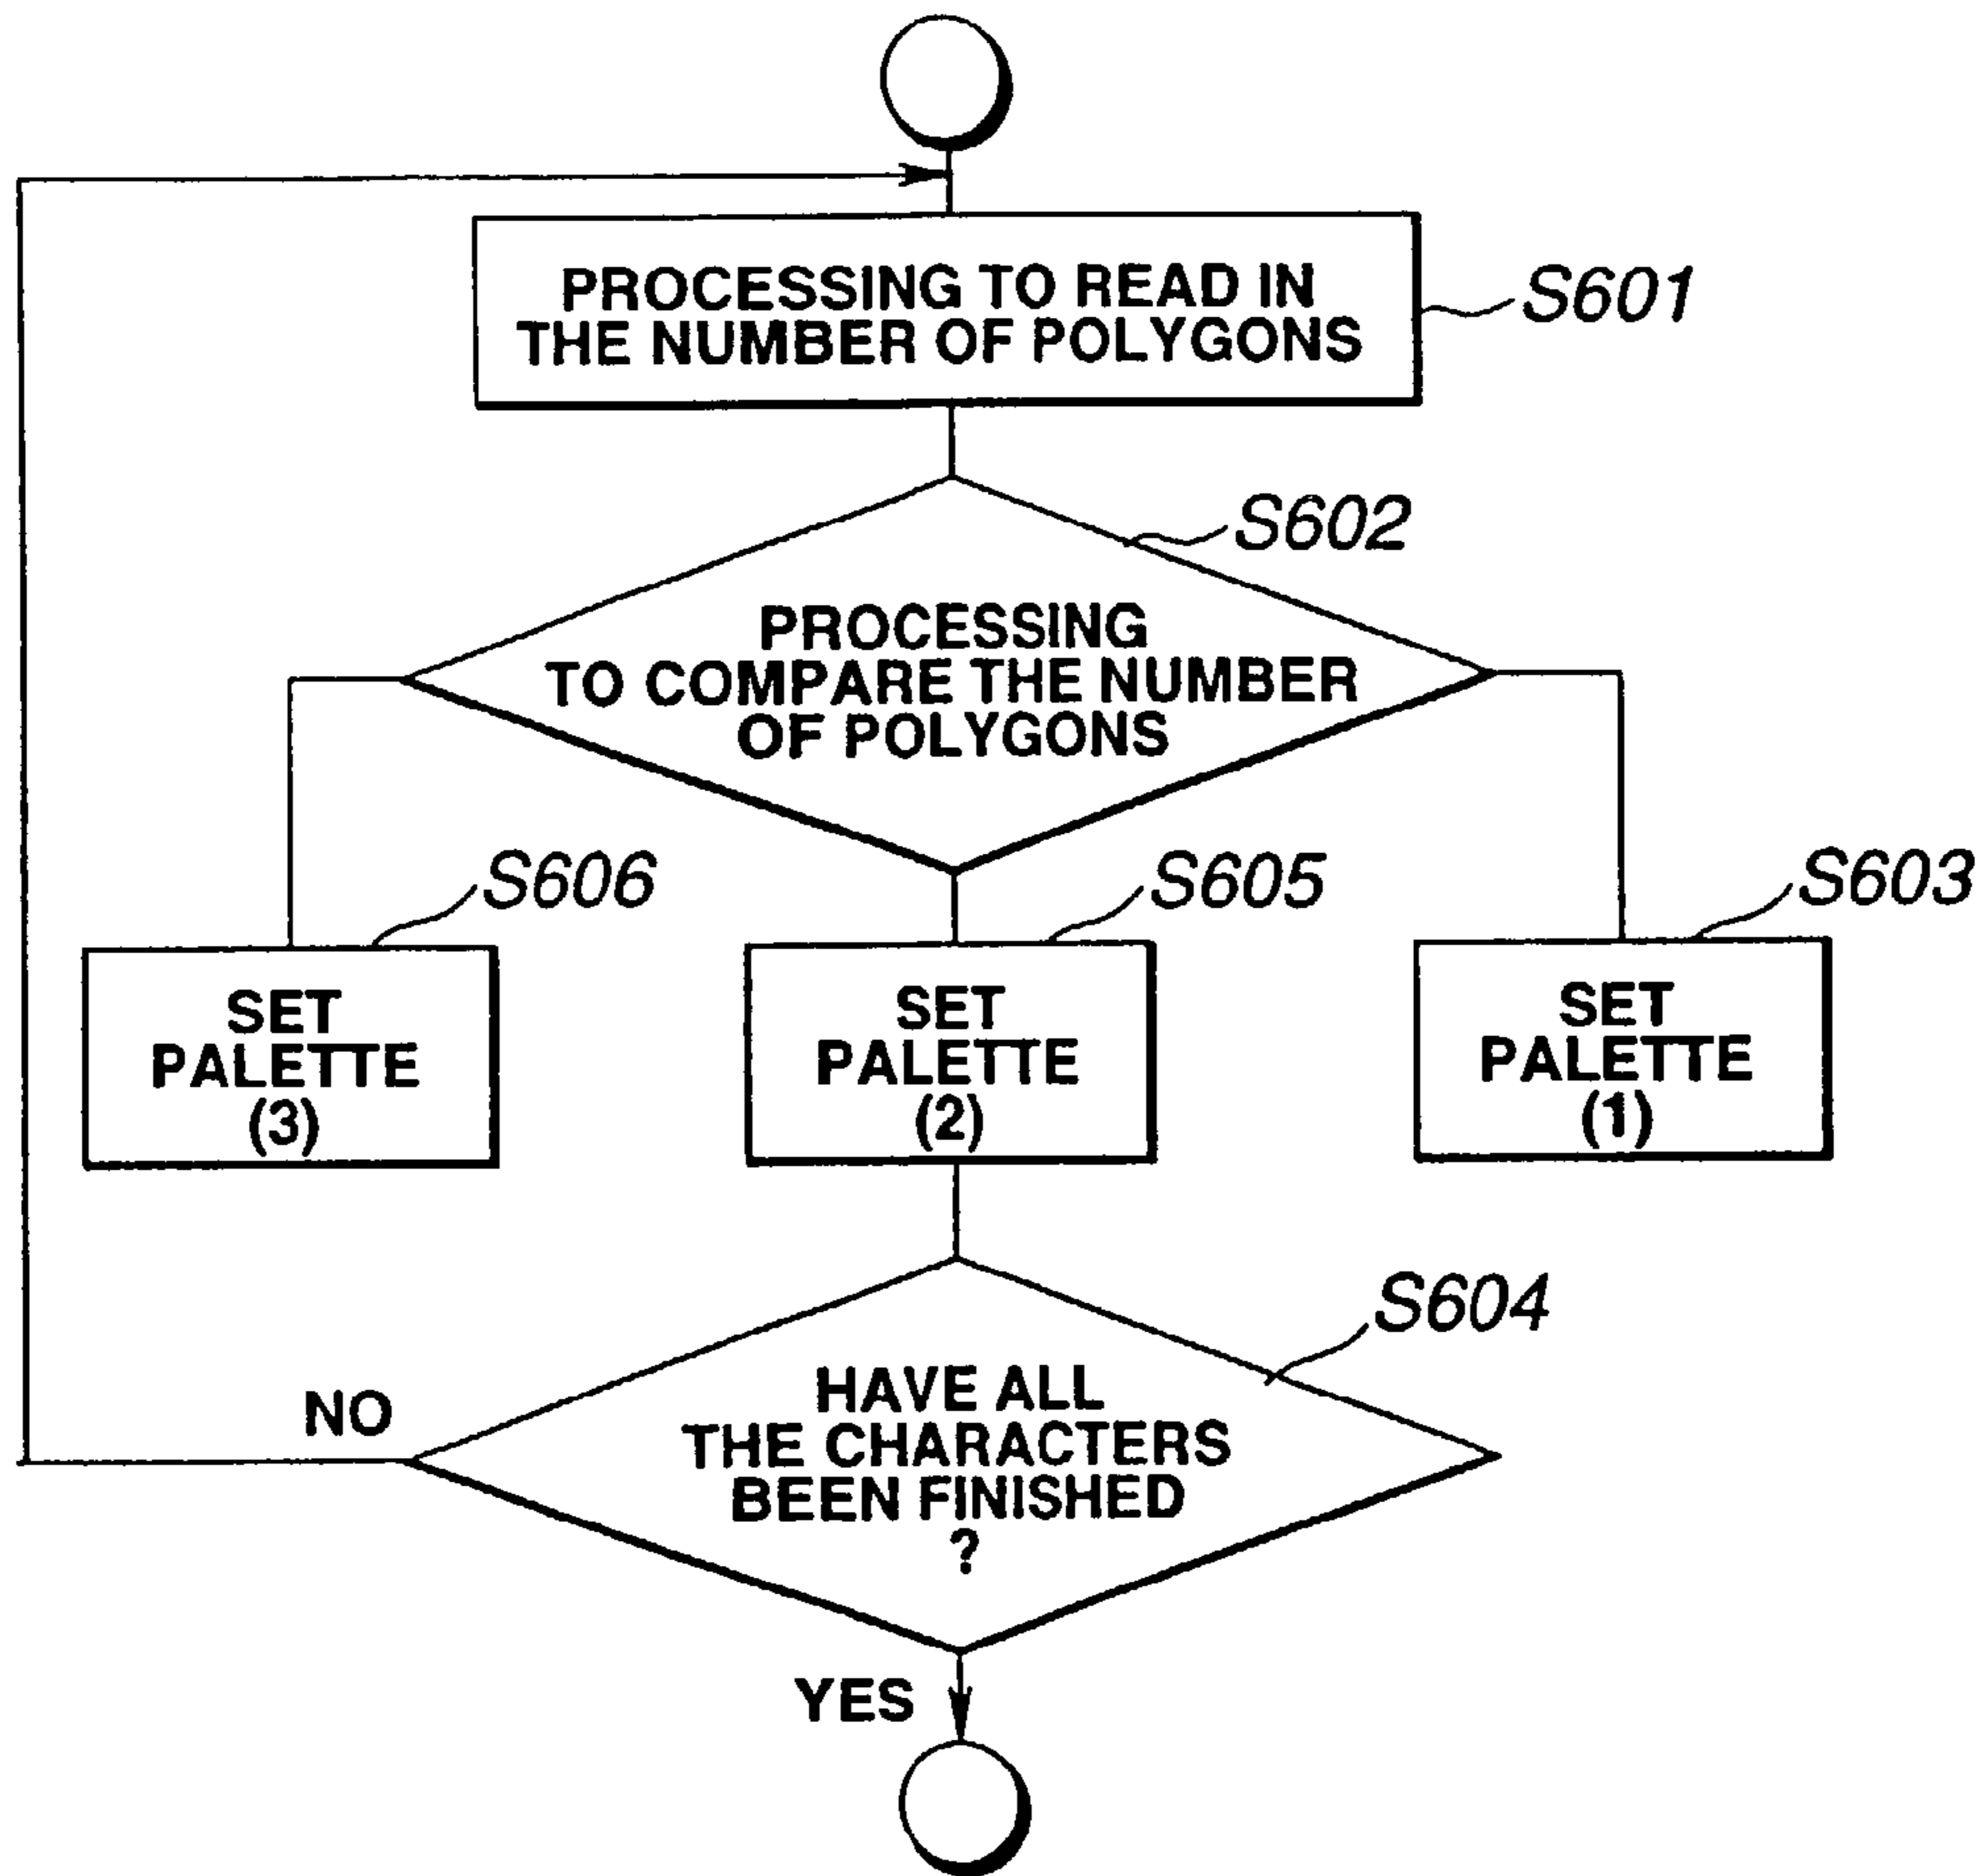 PROCESSING TO READ IN
THE NUMBER OF POLYGONS
S601
S602
PROCESSING
TO COMPARE THE NUMBER
OF POLYGONS
S606
S605
S603
SET
PALETTE
(3)
SET
PALETTE
(2)
SET
PALETTE
(1)
S604
HAVE ALL
THE CHARACTERS
BEEN FINISHED
?
NO
YES